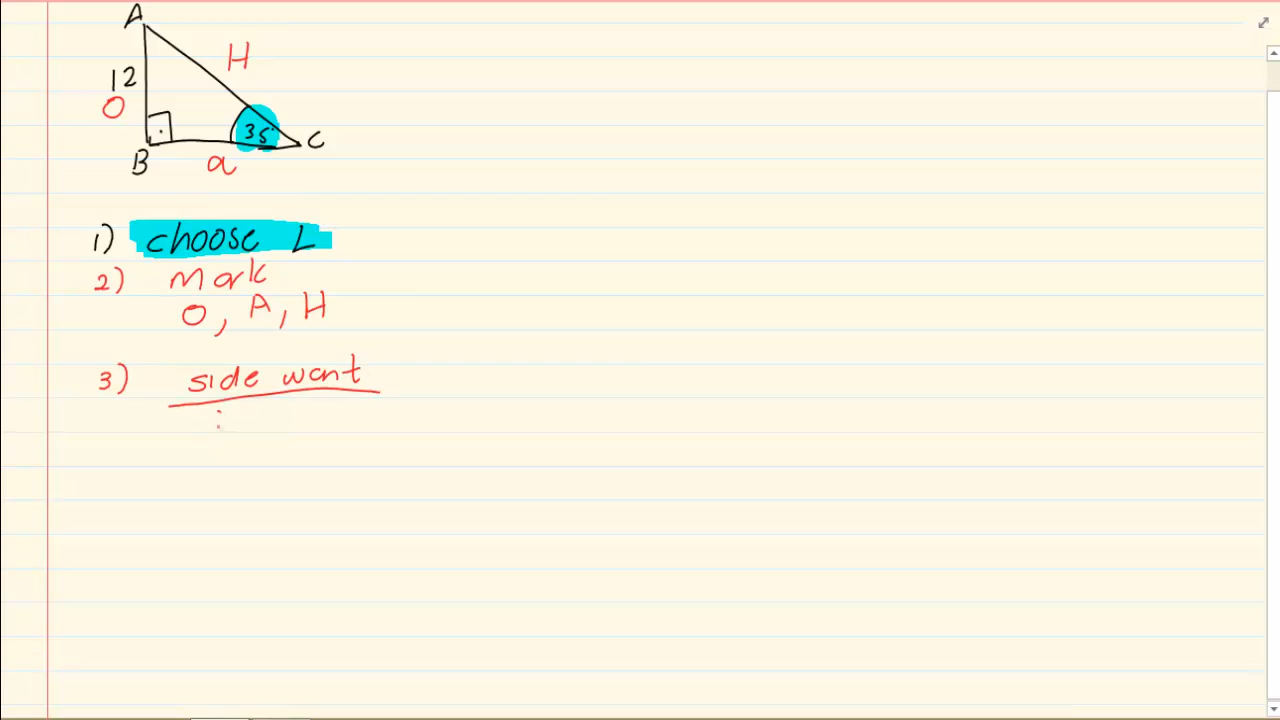 A
H
12
O
35°
C
B
a
1) choose L
2) Mark
O, A, H
3) side want